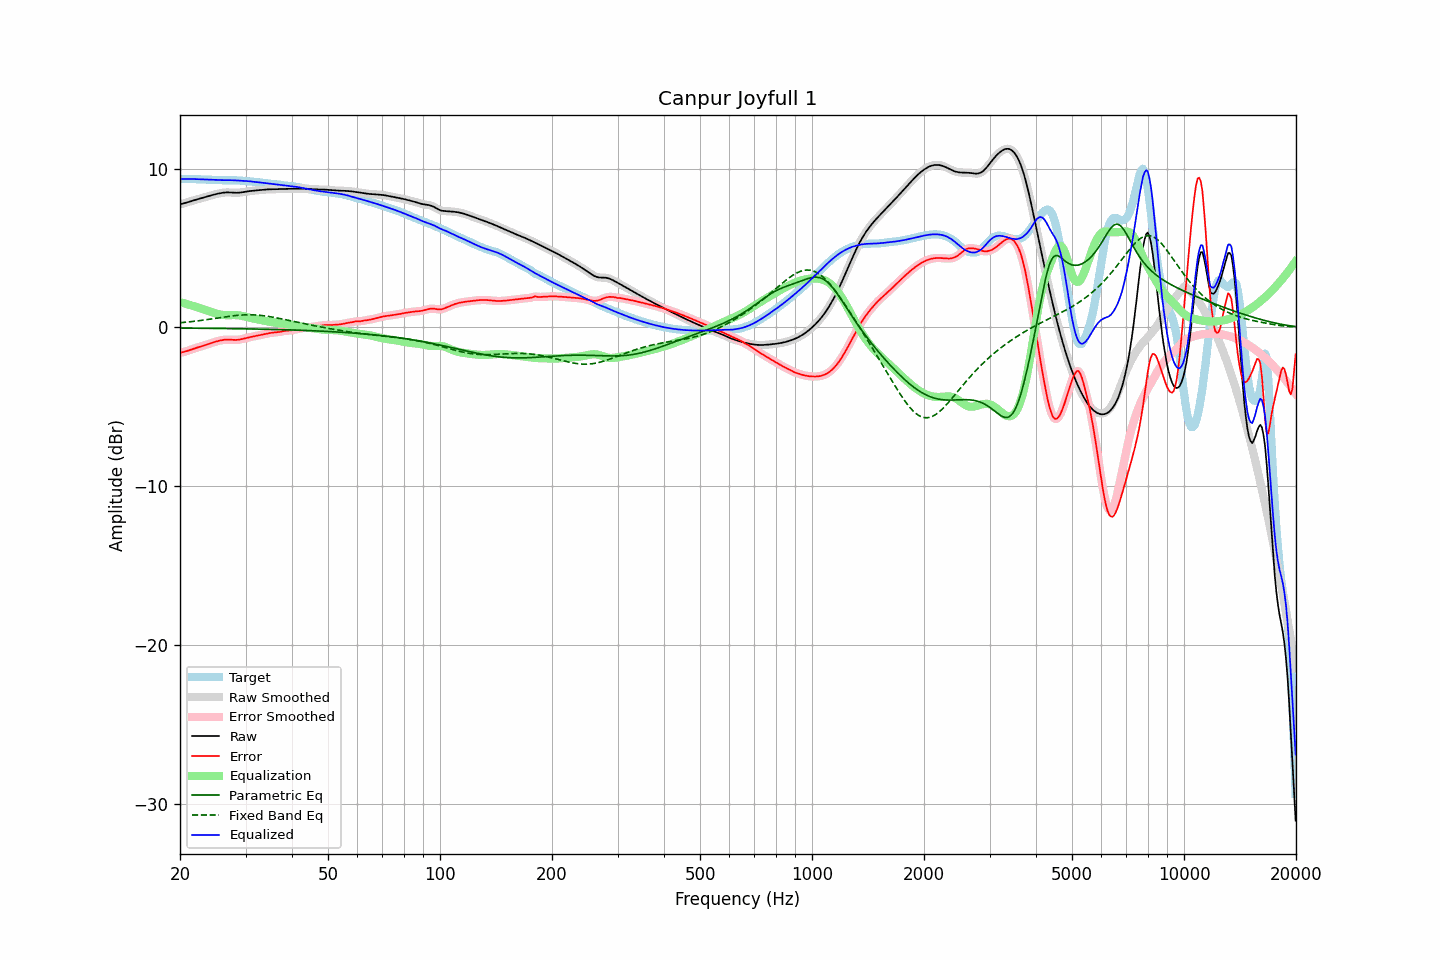 Canpur Joyfull 1
Amplitude (dBr)
10
0
−10
−20
−30
Target
Raw Smoothed
Error Smoothed
Raw
Error
Equalization
Parametric Eq
Fixed Band Eq
Equalized
20 50 100 200 500 1000 2000 5000 10000 20000
Frequency (Hz)